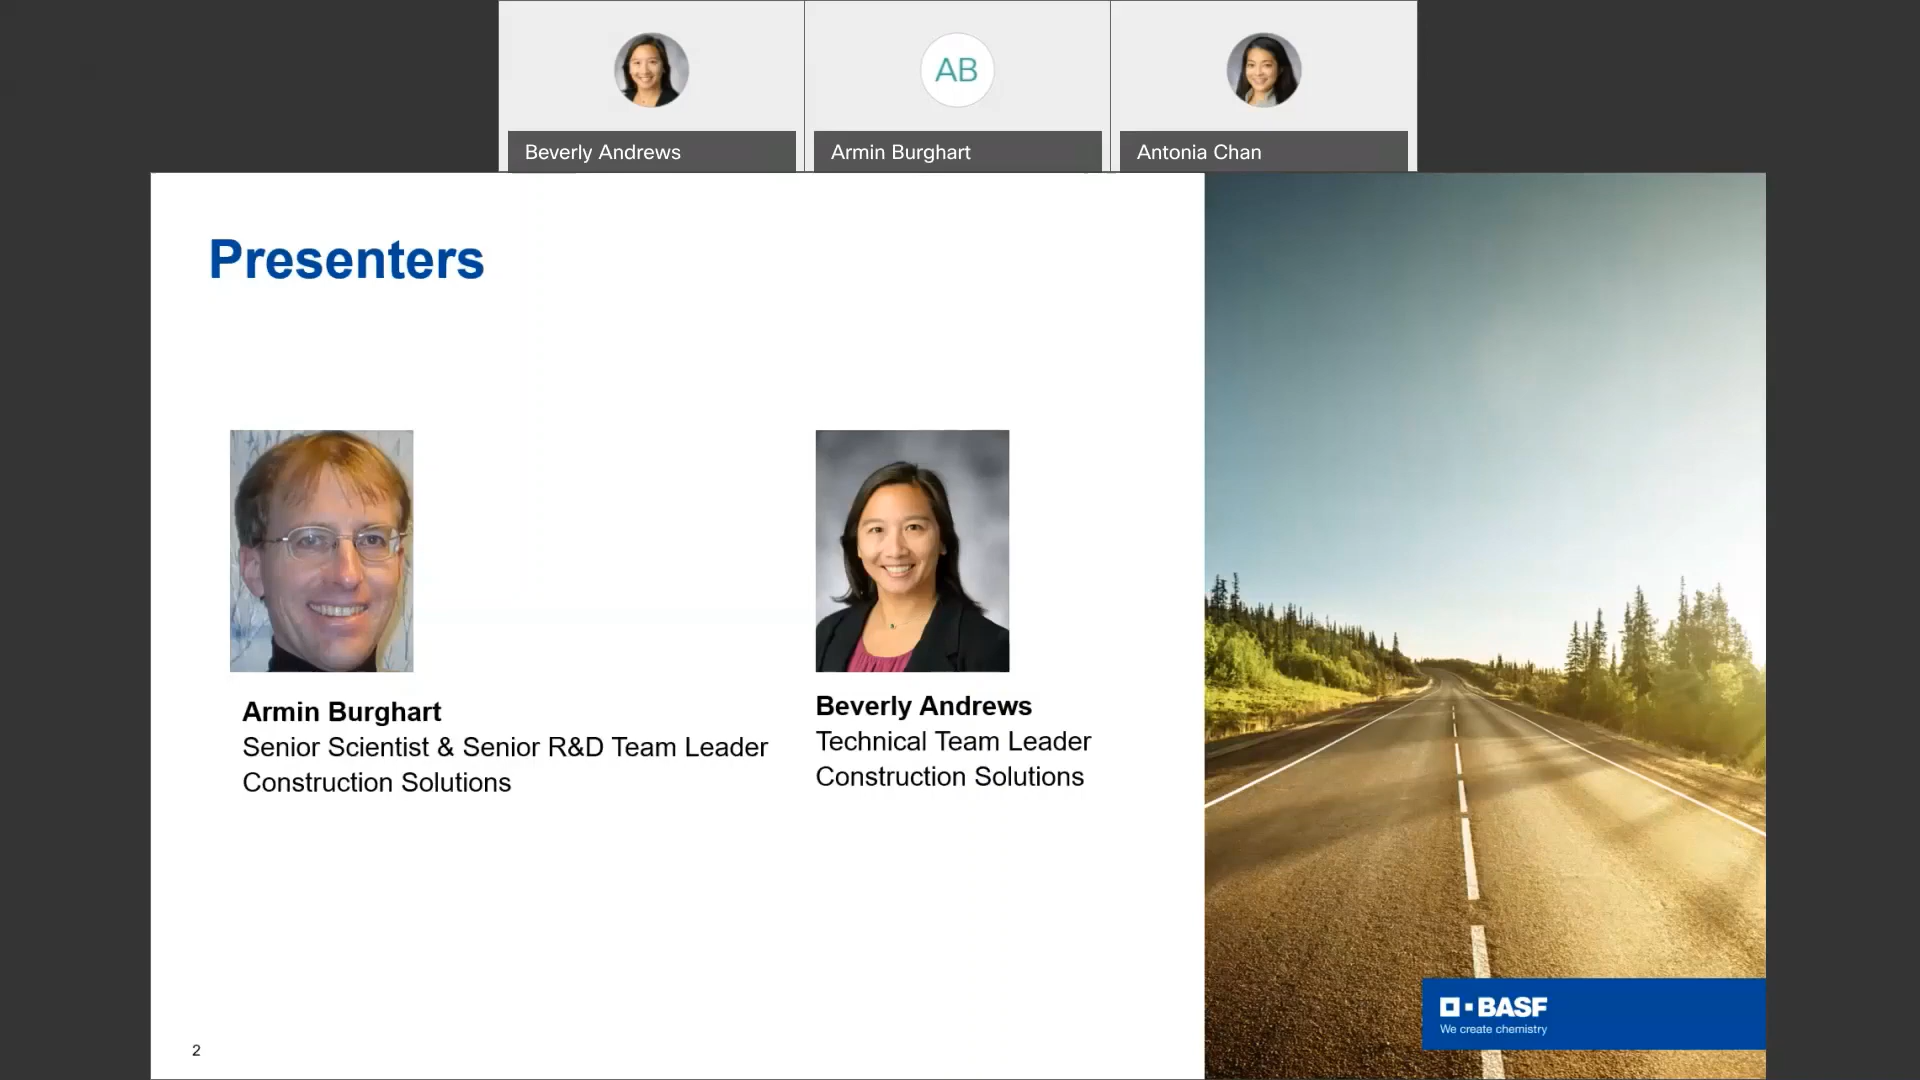 Beverly Andrews
AB
Armin Burghart
Antonia Chan
Presenters
Armin Burghart
Senior Scientist & Senior R&D Team Leader
Construction Solutions
Beverly Andrews
Technical Team Leader
Construction Solutions
BASF
We create chemistry
2